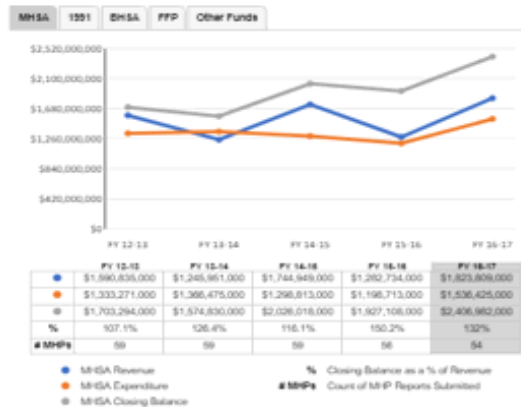 MHSA 1991 BHSA FFP Other Funds
$2,520,000,000
$2,100,000,000
$1,680,000,000
$1,260,000,000
$840,000,000
$420,000,000
$0
FY 12-13 FY 13-14 FY 14-15 FY 15-16 FY 16-17
FY 12-13 FY 13-14 FY 14-15 FY 15-16 FY 16-17
$1,590,835,000 $1,245,951,000 $1,744,949,000 $1,282,734,000 $1,823,809,000
$1,333,271,000 $1,366,475,000 $1,298,813,000 $1,198,713,000 $1,536,425,000
$1,703,294,000 $1,574,830,000 $2,026,018,000 $1,927,108,000 $2,406,982,000
% 107.1% 126.4% 116.1% 150.2% 132%
# MHPs 59 59 59 56 54
MHSA Revenue % Closing Balance as a % of Revenue
MHSA Expenditure # MHPs Count of MHP Reports Submitted
MHSA Closing Balance